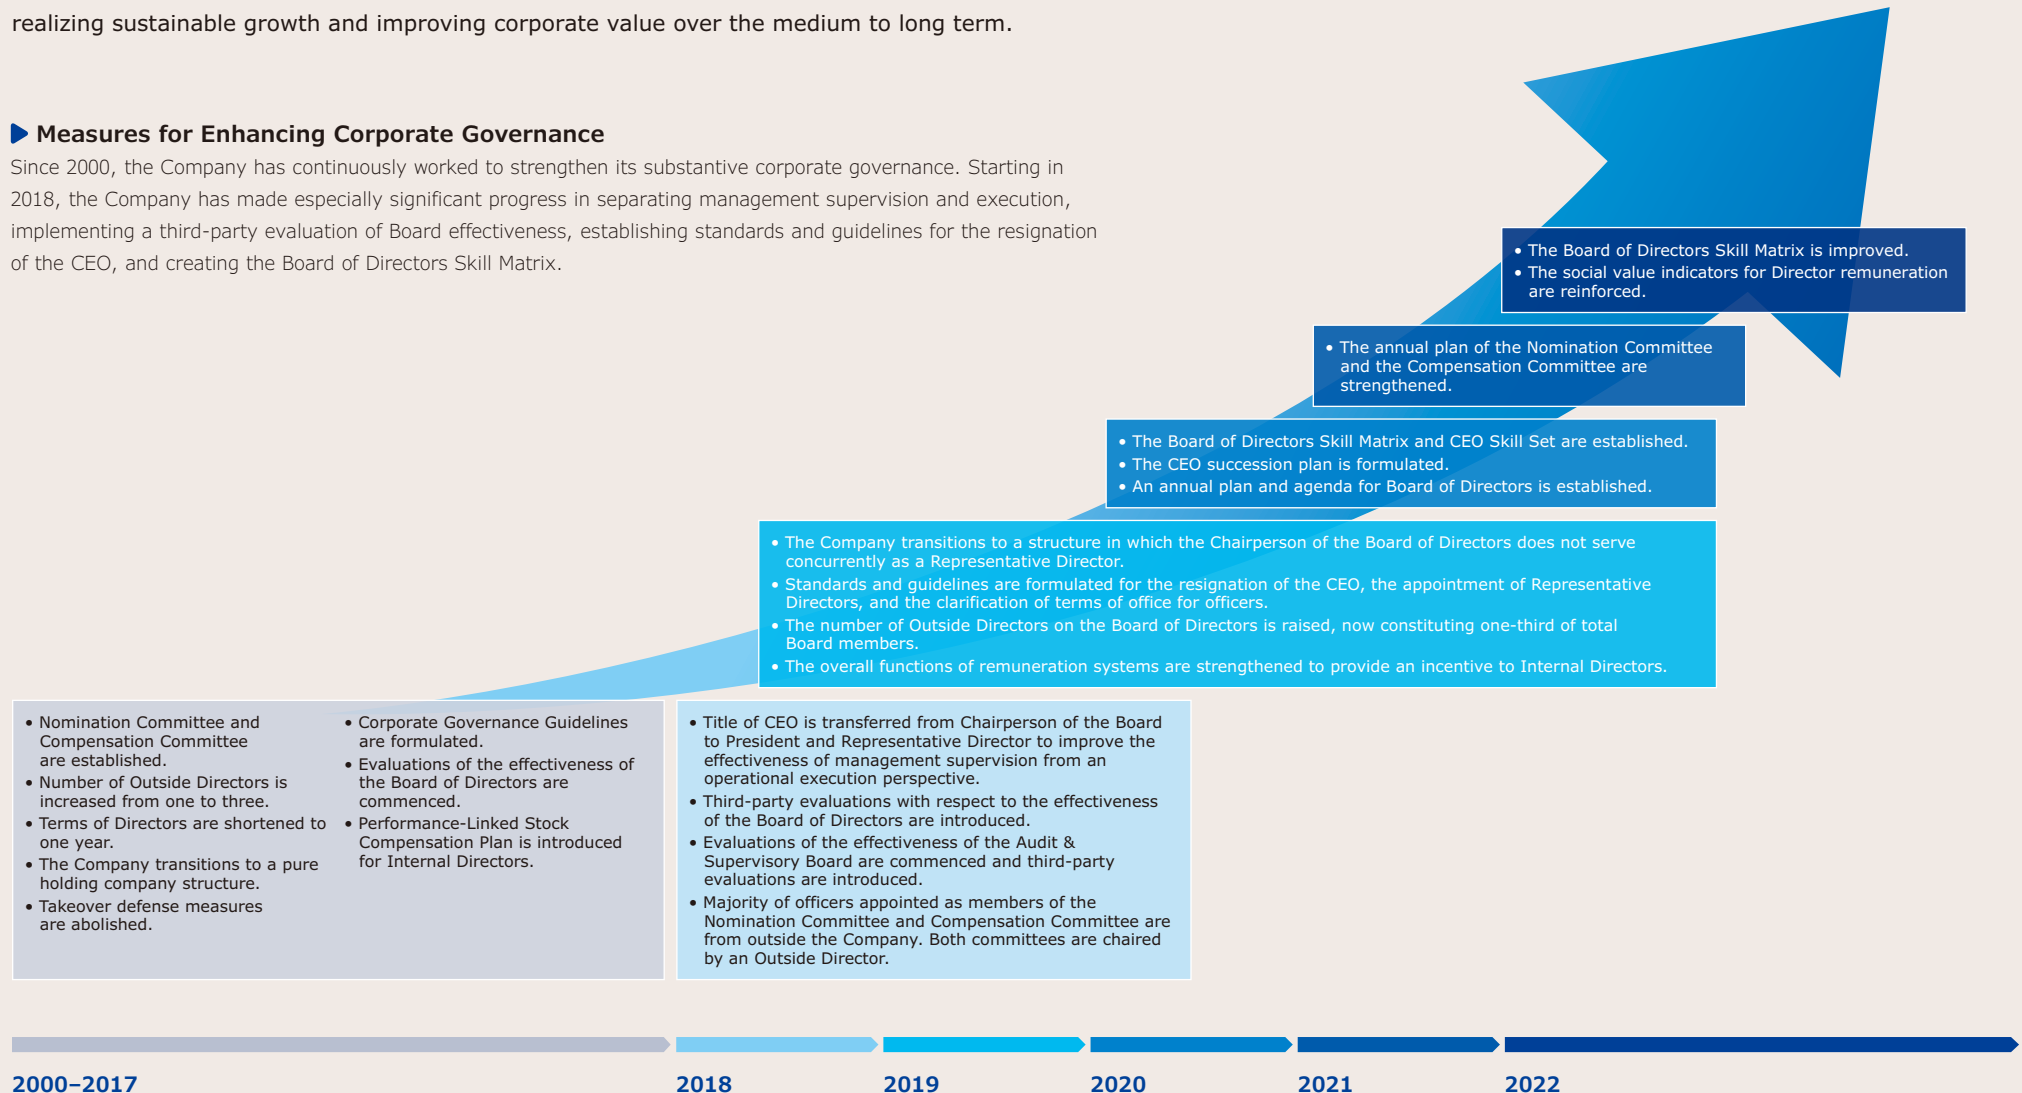 realizing sustainable growth and improving corporate value over the medium to long term.
Measures for Enhancing Corporate Governance
Since 2000, the Company has continuously worked to strengthen its substantive corporate governance. Starting in
2018, the Company has made especially significant progress in separating management supervision and execution,
implementing a third-party evaluation of Board effectiveness, establishing standards and guidelines for the resignation
of the CEO, and creating the Board of Directors Skill Matrix.
• The Board of Directors Skill Matrix is improved.
• The social value indicators for Director remuneration
are reinforced.
• The annual plan of the Nomination Committee
and the Compensation Committee are
strengthened.
• The Board of Directors Skill Matrix and CEO Skill Set are established.
• The CEO succession plan is formulated.
• An annual plan and agenda for Board of Directors is established.
• The Company transitions to a structure in which the Chairperson of the Board of Directors does not serve
concurrently as a Representative Director.
• Standards and guidelines are formulated for the resignation of the CEO, the appointment of Representative
Directors, and the clarification of terms of office for officers.
• The number of Outside Directors on the Board of Directors is raised, now constituting one-third of total
Board members.
• The overall functions of remuneration systems are strengthened to provide an incentive to Internal Directors.
• Nomination Committee and
Compensation Committee
are established.
• Number of Outside Directors is
increased from one to three.
• Terms of Directors are shortened to
one year.
• The Company transitions to a pure
holding company structure.
• Takeover defense measures
are abolished.
• Corporate Governance Guidelines
are formulated.
• Evaluations of the effectiveness of
the Board of Directors are
commenced.
• Performance-Linked Stock
Compensation Plan is introduced
for Internal Directors.
• Title of CEO is transferred from Chairperson of the Board
to President and Representative Director to improve the
effectiveness of management supervision from an
operational execution perspective.
• Third-party evaluations with respect to the effectiveness
of the Board of Directors are introduced.
• Evaluations of the effectiveness of the Audit &
Supervisory Board are commenced and third-party
evaluations are introduced.
• Majority of officers appointed as members of the
Nomination Committee and Compensation Committee are
from outside the Company. Both committees are chaired
by an Outside Director.
2000–2017
2018
2019
2020
2021
2022